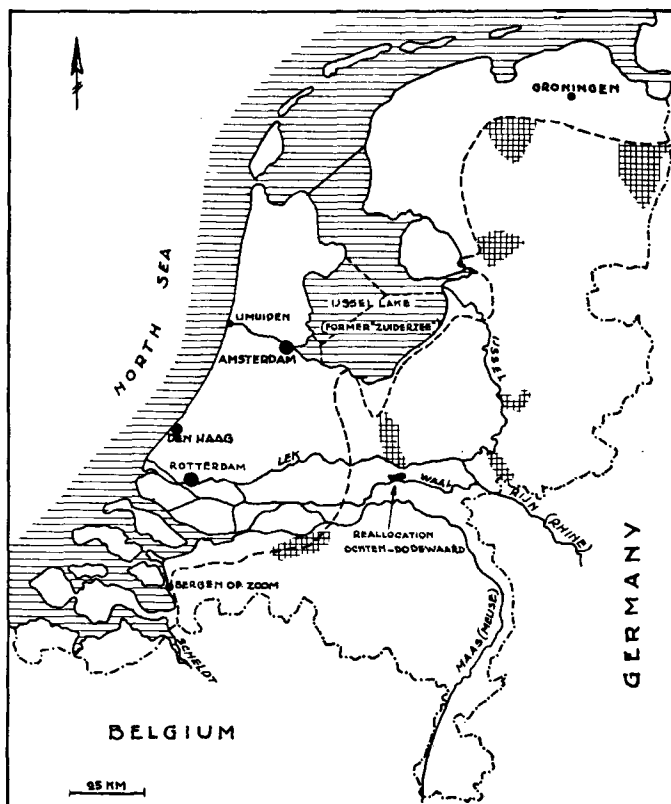 GRONINGEN
NORTH SEA
IJSSEL LAKE
(FORMER "ZUIDERZEE")
IJMUIDEN
AMSTERDAM
IJSSEL
DEN HAAG
ROTTERDAM
LEK
WAAL
RIJN (RHINE)
REALLOCATION
OCHTEN-DODEWAARD
BERGEN OP ZOOM
SCHELDT
MAAS (MEUSE)
GERMANY
BELGIUM
25 KM